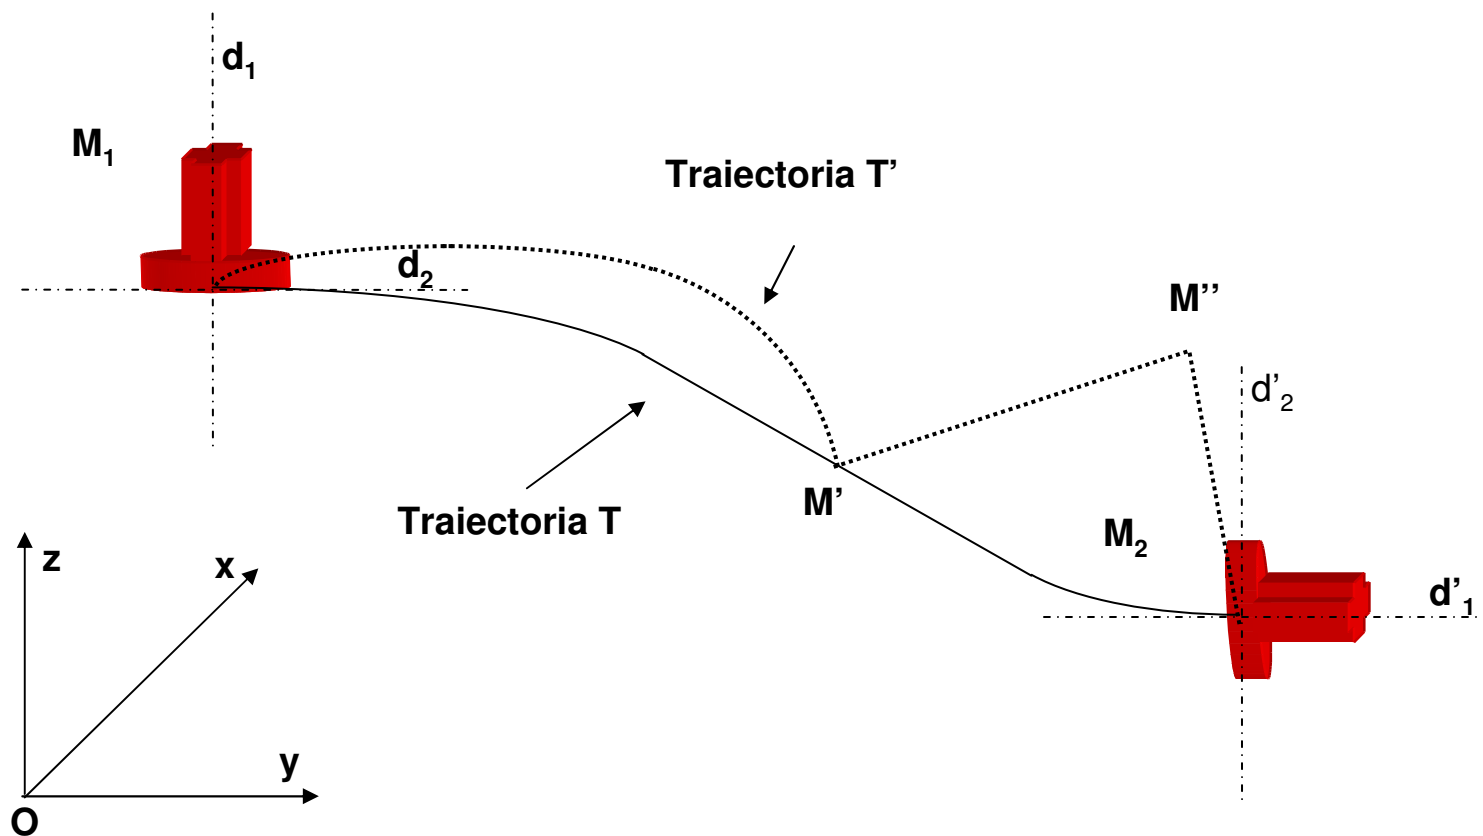 d1
M1
Traiectoria T’
d2
M’’
d’2
M’
Traiectoria T
M2
z
x
d’1
y
O